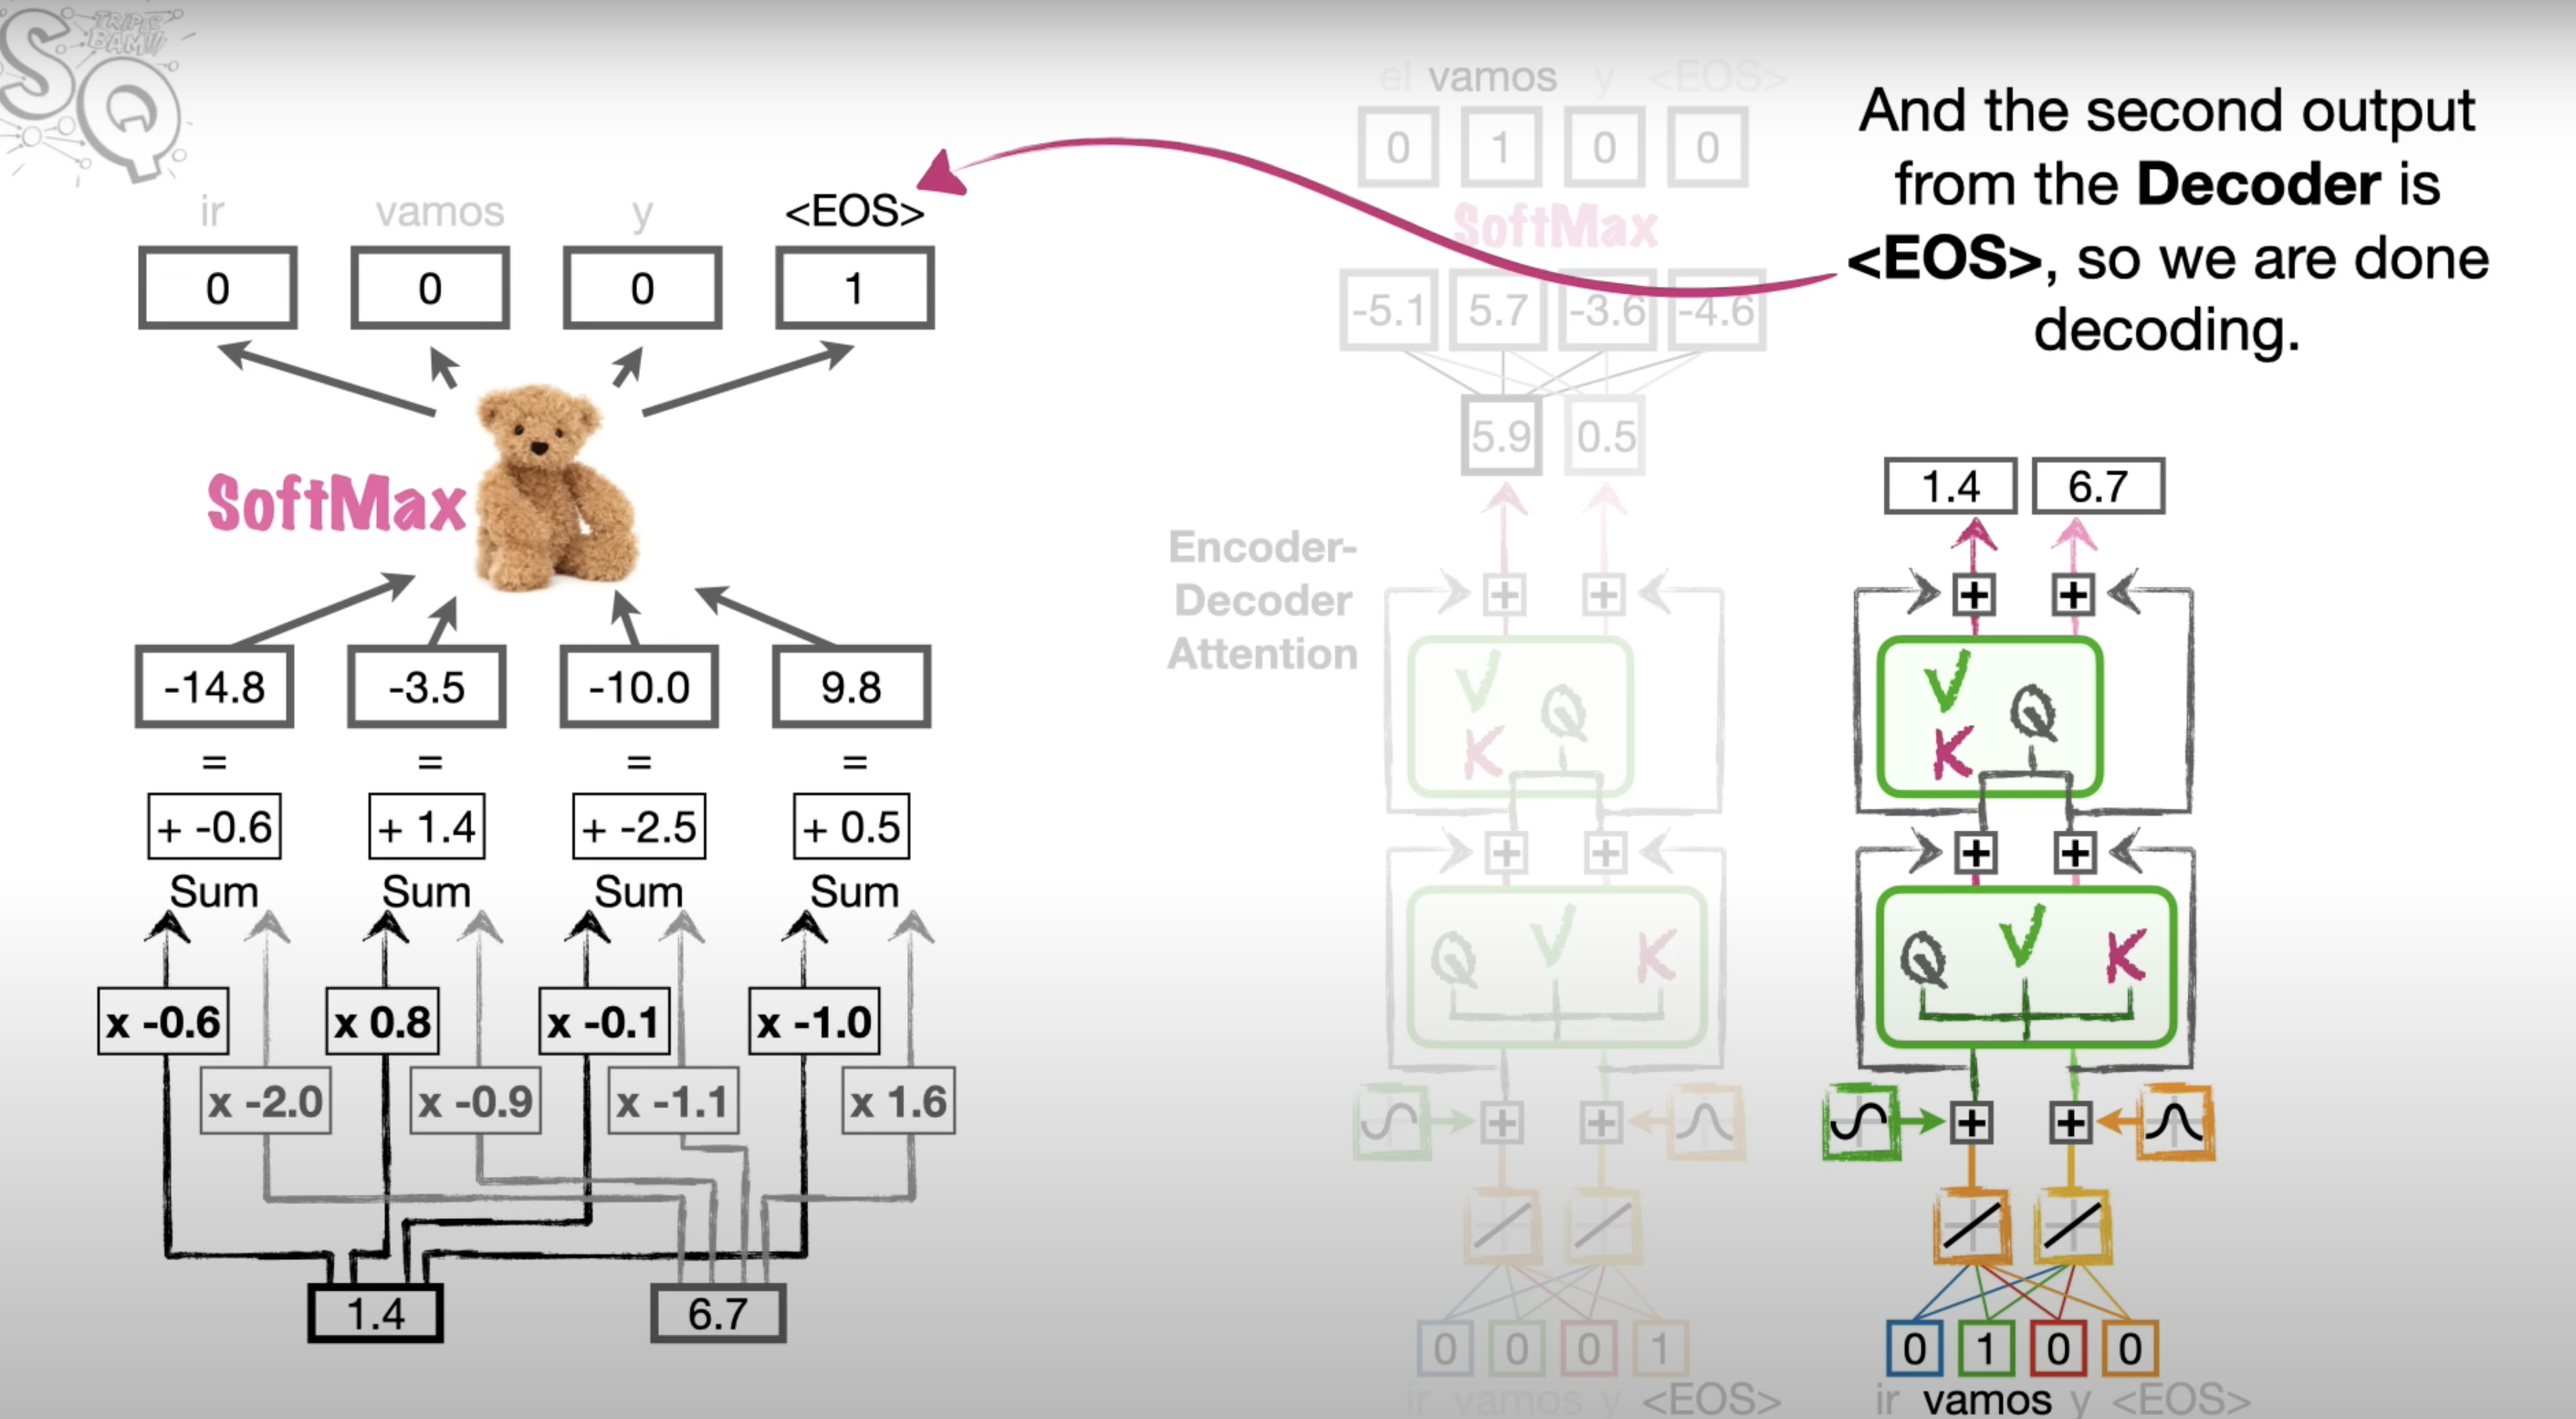 SQ
TRIPLE
BAM!!!
el vamos y <EOS>
0 1 0 0
SoftMax
-5.1 5.7 -3.6 -4.6
5.9 0.5
And the second output
from the Decoder is
<EOS>, so we are done
decoding.
ir vamos y <EOS>
0 0 0 1
SoftMax
-14.8 -3.5 -10.0 9.8
= = = =
+ -0.6 + 1.4 + -2.5 + 0.5
Sum Sum Sum Sum
x -0.6 x 0.8 x -0.1 x -1.0
x -2.0 x -0.9 x -1.1 x 1.6
1.4 6.7
Encoder-
Decoder
Attention
+ +
V Q
K
+ +
Q V K
+ +
0 0 0 1
ir vamos y <EOS>
1.4 6.7
+ +
V Q
K
+ +
Q V K
+ +
0 1 0 0
ir vamos y <EOS>